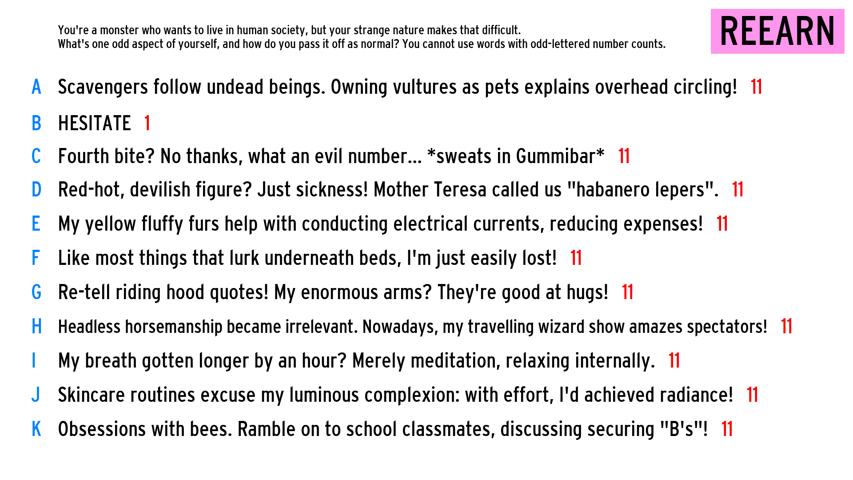 You're a monster who wants to live in human society, but your strange nature makes that difficult.
What's one odd aspect of yourself, and how do you pass it off as normal? You cannot use words with odd-lettered number counts.
REEARN
A Scavengers follow undead beings. Owning vultures as pets explains overhead circling! 11
B HESITATE 1
C Fourth bite? No thanks, what an evil number... *sweats in Gummibar* 11
D Red-hot, devilish figure? Just sickness! Mother Teresa called us "habanero lepers". 11
E My yellow fluffy furs help with conducting electrical currents, reducing expenses! 11
F Like most things that lurk underneath beds, I'm just easily lost! 11
G Re-tell riding hood quotes! My enormous arms? They're good at hugs! 11
H Headless horsemanship became irrelevant. Nowadays, my travelling wizard show amazes spectators! 11
I My breath gotten longer by an hour? Merely meditation, relaxing internally. 11
J Skincare routines excuse my luminous complexion: with effort, I'd achieved radiance! 11
K Obsessions with bees. Ramble on to school classmates, discussing securing "B's"! 11